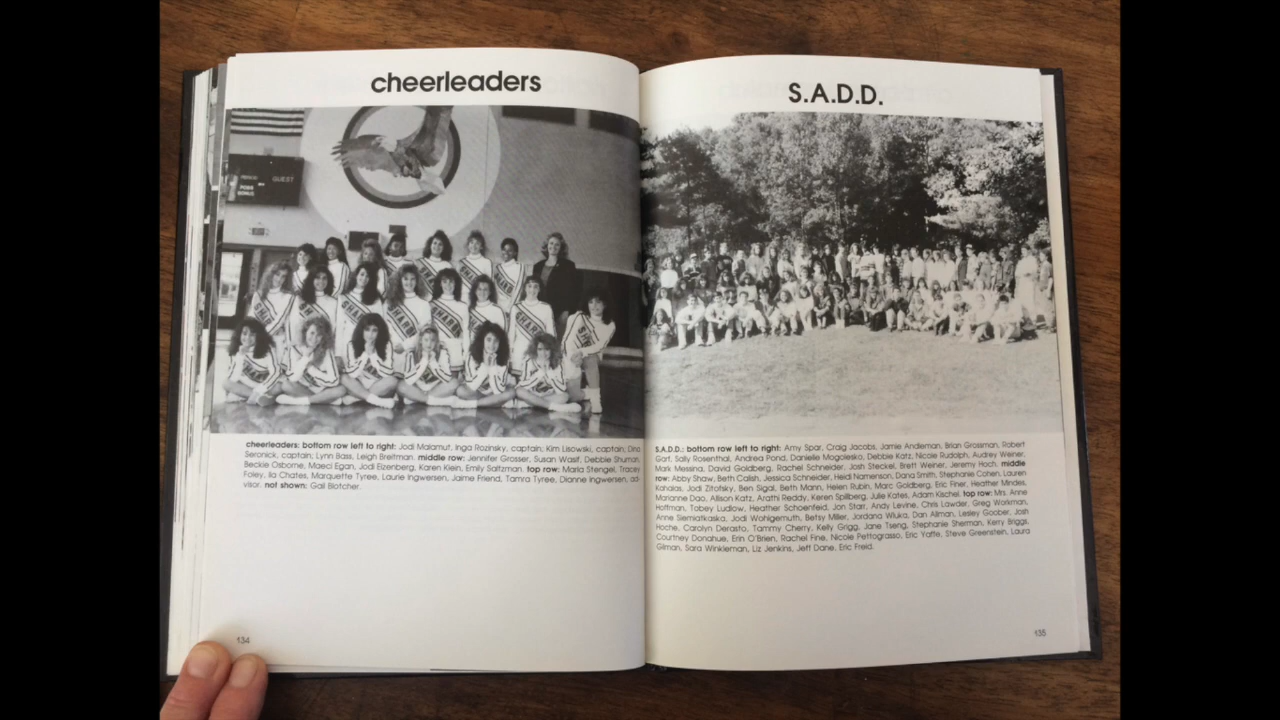 cheerleaders
GUEST
POSS
BONUS
SHARON
cheerleaders: bottom row left to right: Jodi Malamut, Inga Rozinsky, captain; Kim Lisowski, captain; Dina
Seronick, captain; Lynn Bass, Leigh Breitman. middle row: Jennifer Grosser, Susan Wasif, Debbie Shuman,
Beckie Osborne, Maeci Egan, Jodi Eizenberg, Karen Klein, Emily Saltzman. top row: Maria Stengel, Tracey
Foley, Ila Chates, Marquette Tyree, Laurie Ingwersen, Jaime Friend, Tamra Tyree, Dianne Ingwersen, ad-
visor. not shown: Gail Blotcher.
134
S.A.D.D.
S.A.D.D.: bottom row left to right: Amy Spar, Craig Jacobs, Jamie Andleman, Brian Grossman, Robert
Garf, Sally Rosenthal, Andrea Pond, Danielle Mogolesko, Debbie Katz, Nicole Rudolph, Audrey Weiner,
Mark Messina, David Goldberg, Rachel Schneider, Josh Steckel, Brett Weiner, Jeremy Hoch. middle
row: Abby Shaw, Beth Calish, Jessica Schneider, Heidi Namenson, Dana Smith, Stephanie Cohen, Lauren
Kahalas, Jodi Zitofsky, Ben Sigal, Beth Mann, Helen Rubin, Marc Goldberg, Eric Finer, Heather Mindes,
Marianne Dao, Allison Katz, Arathi Reddy, Keren Spillberg, Julie Kates, Adam Kischel. top row: Mrs. Anne
Hoffman, Tobey Ludlow, Heather Schoenfeld, Jon Starr, Andy Levine, Chris Lawder, Greg Workman,
Anne Siemiatkaska, Jodi Wohlgemuth, Betsy Miller, Jordana Wluka, Dan Allman, Lesley Goober, Josh
Hoche, Carolyn Derasto, Tammy Cherry, Kelly Grigg, Jane Tseng, Stephanie Sherman, Kerry Briggs,
Courtney Donahue, Erin O'Brien, Rachel Fine, Nicole Pettograsso, Eric Yaffe, Steve Greenstein, Laura
Gilman, Sara Winkleman, Liz Jenkins, Jeff Dane, Eric Freid.
135